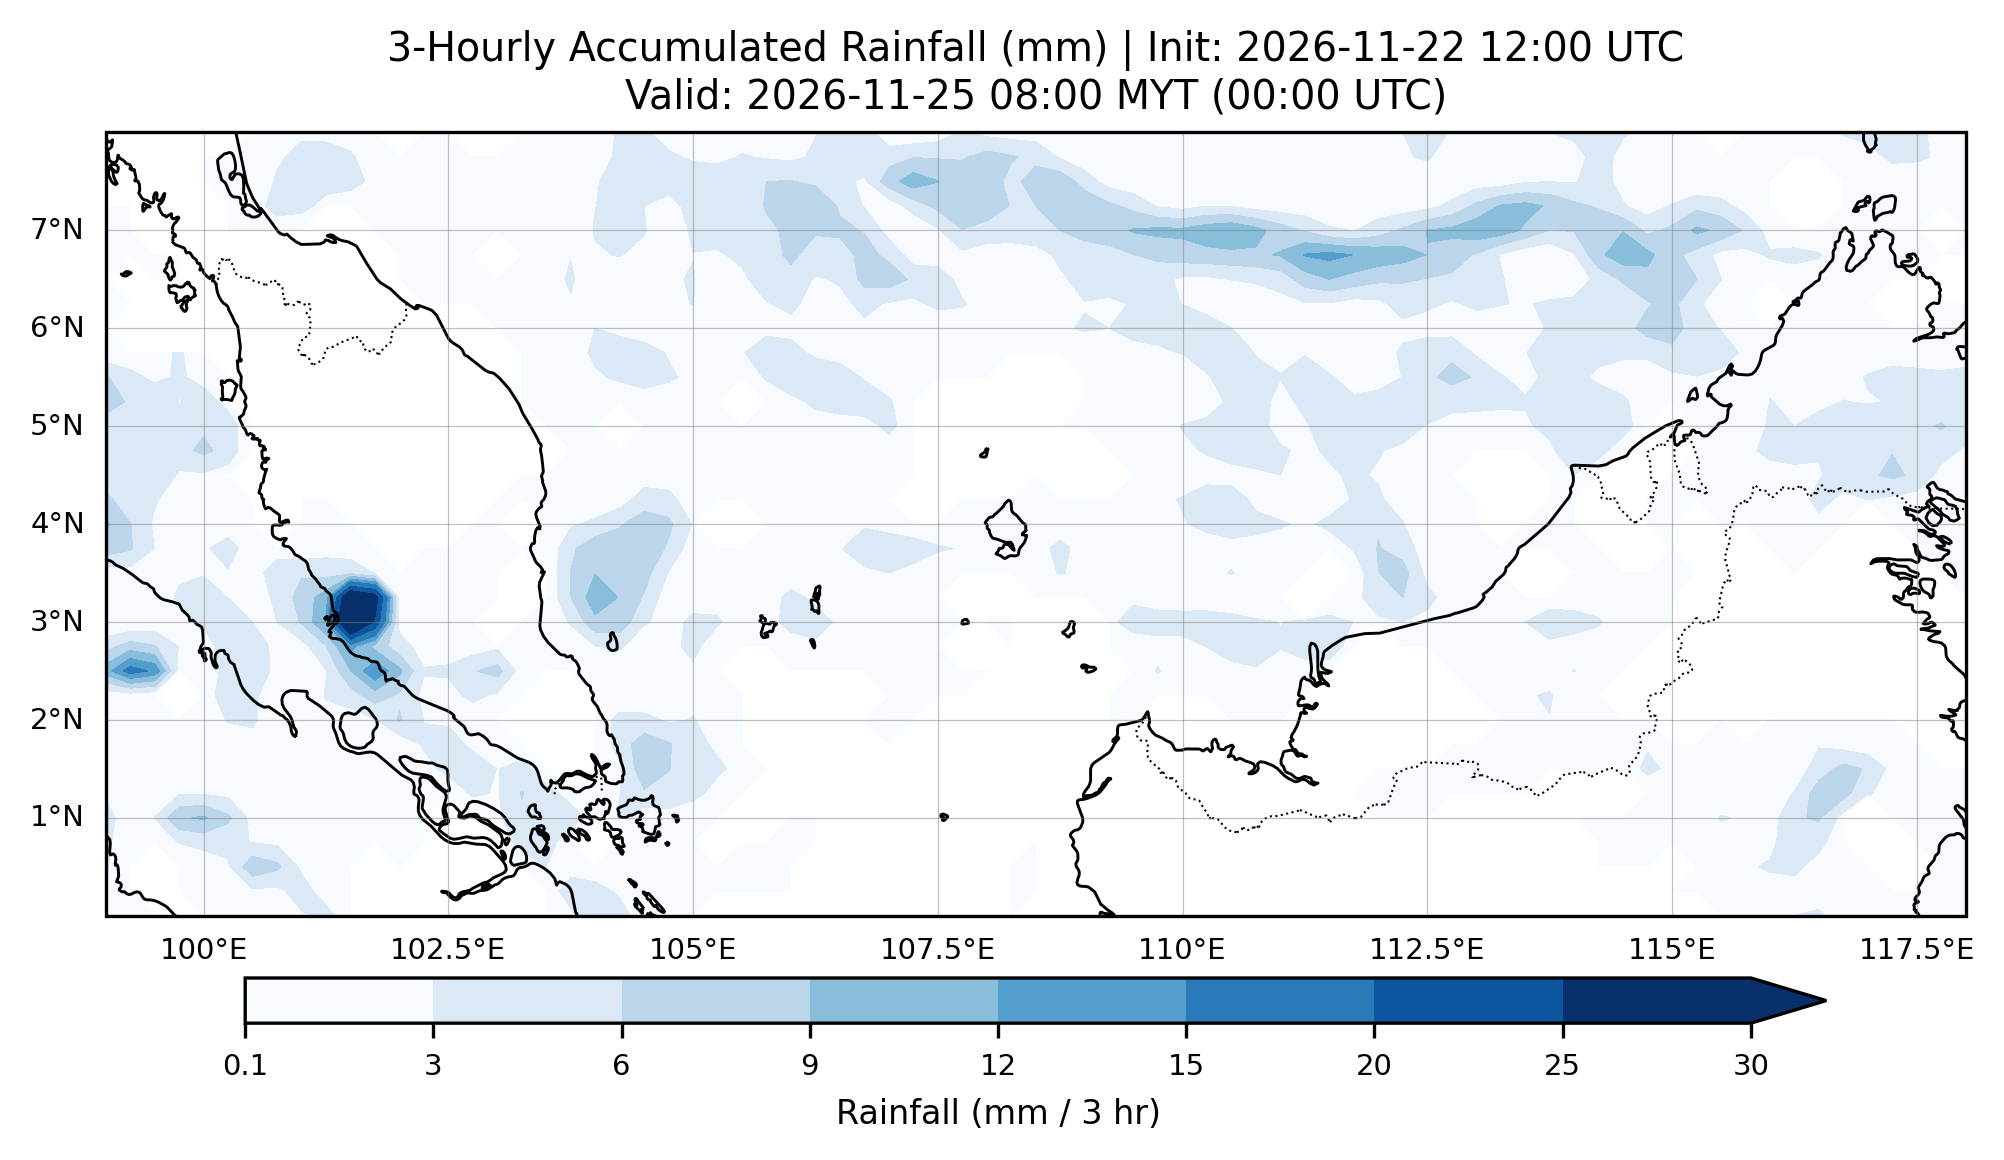 3-Hourly Accumulated Rainfall (mm) | Init: 2026-11-22 12:00 UTC
Valid: 2026-11-25 08:00 MYT (00:00 UTC)
7°N
6°N
5°N
4°N
3°N
2°N
1°N
100°E 102.5°E 105°E 107.5°E 110°E 112.5°E 115°E 117.5°E
0.1 3 6 9 12 15 20 25 30
Rainfall (mm / 3 hr)